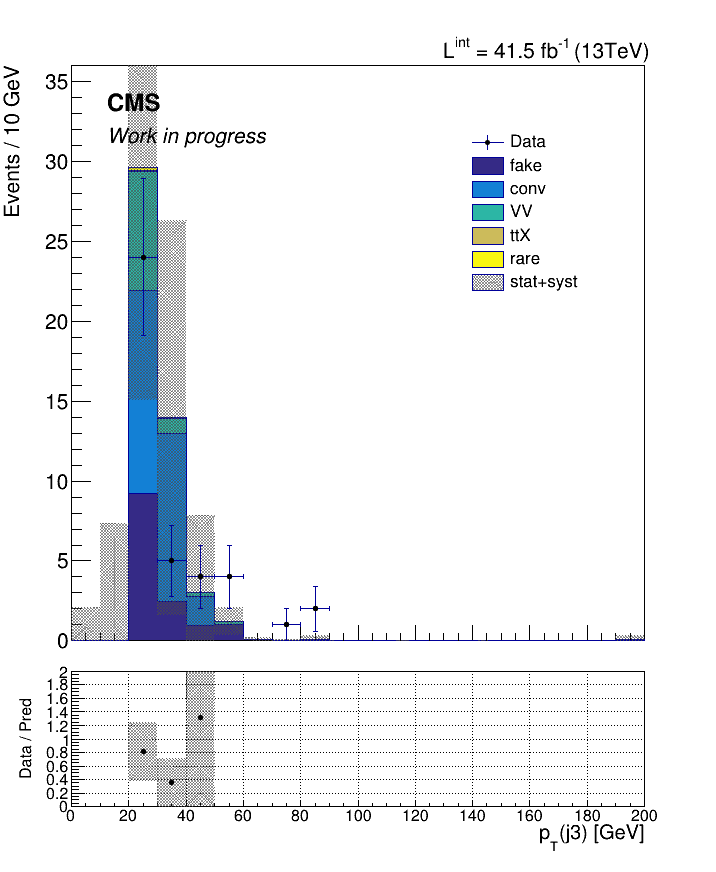 L^int = 41.5 fb^-1 (13TeV)
Events / 10 GeV
35
30
25
20
15
10
5
0
CMS
Work in progress
Data
fake
conv
VV
ttX
rare
stat+syst
Data / Pred
2
1.8
1.6
1.4
1.2
1
0.8
0.6
0.4
0.2
0
0 20 40 60 80 100 120 140 160 180 200
p_T(j3) [GeV]